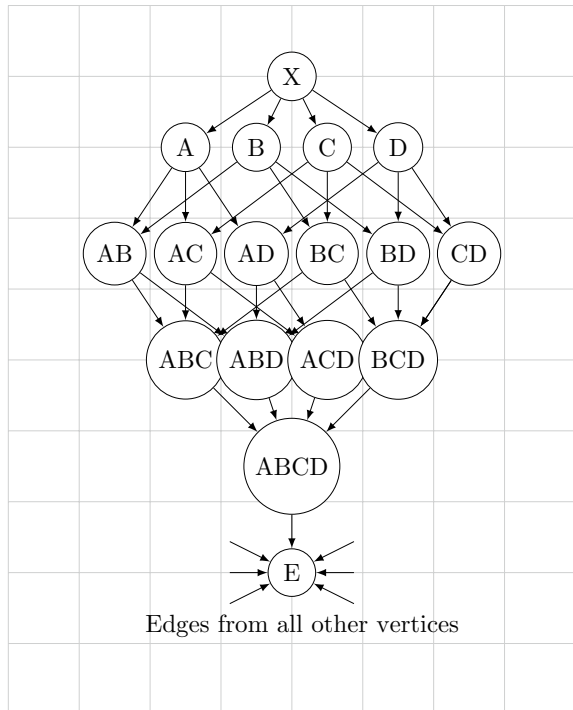 X
A B C D
AB AC AD BC BD CD
ABC ABD ACD BCD
ABCD
E
Edges from all other vertices